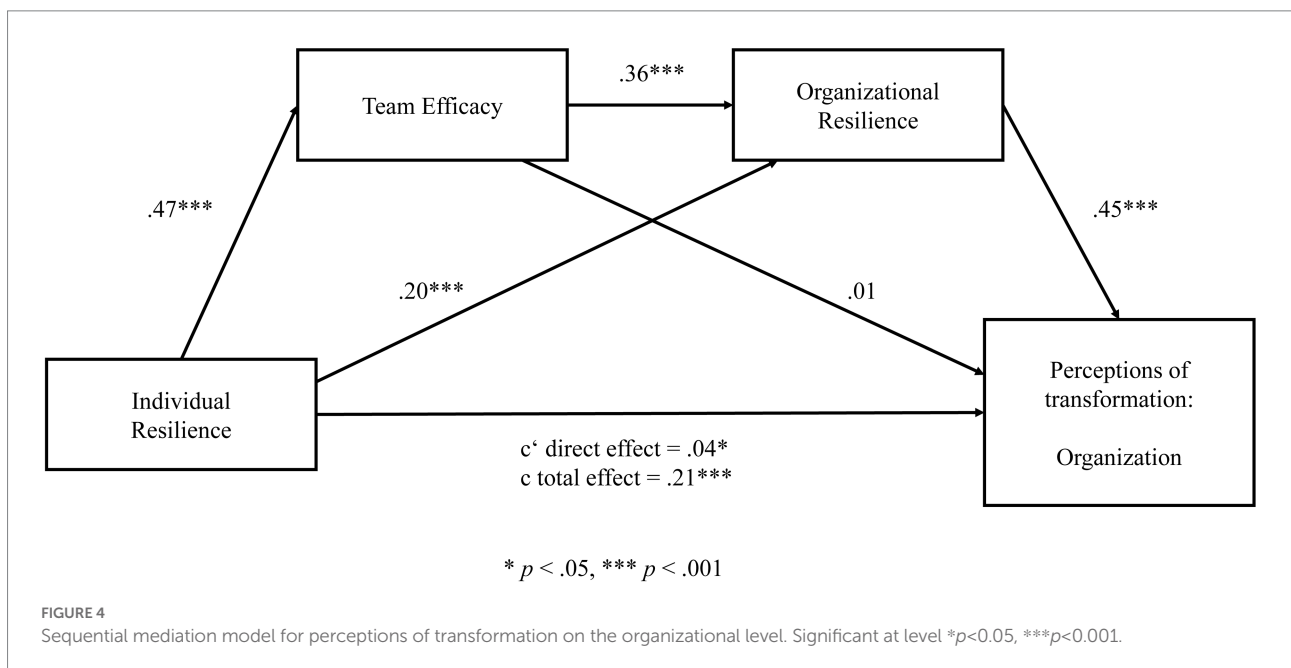 Team Efficacy
.36***
Organizational
Resilience
.47***
.45***
.20***
.01
Individual
Resilience
Perceptions of
transformation:
Organization
c‘ direct effect = .04*
c total effect = .21***
* p < .05, *** p < .001
FIGURE 4
Sequential mediation model for perceptions of transformation on the organizational level. Significant at level *p<0.05, ***p<0.001.